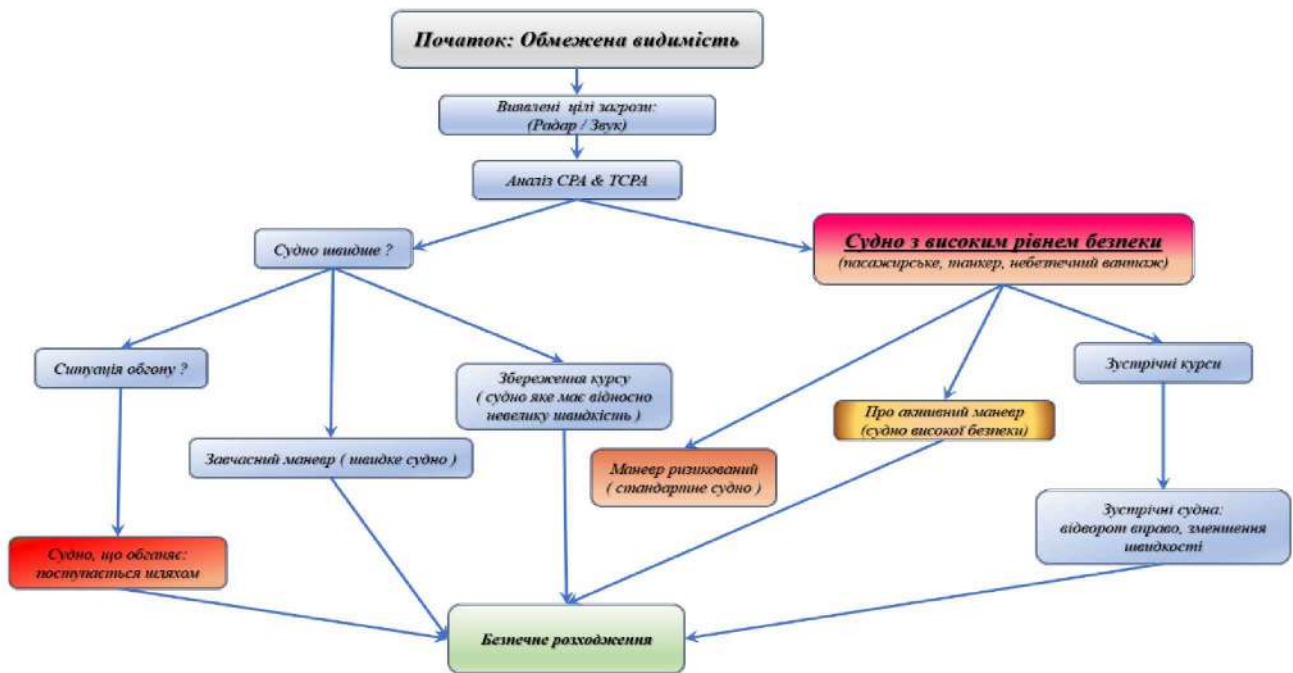 Початок: Обмежена видимість
Виявлені цілі загрози:
(Радар / Звук)
Аналіз CPA & TCPA
Судно швидше ?
Судно з високим рівнем безпеки
(пасажирське, танкер, небезпечний вантаж)
Ситуація обгону ?
Збереження курсу
( судно яке має відносно
невелику швидкість )
Зустрічні курси
Про активний маневр
(судно високої безпеки)
Завчасний маневр ( швидке судно )
Маневр ризикований
( стандартне судно )
Зустрічні судна:
відворот вправо, зменшення
швидкості
Судно, що обганяє:
поступається шляхом
Безпечне розходження